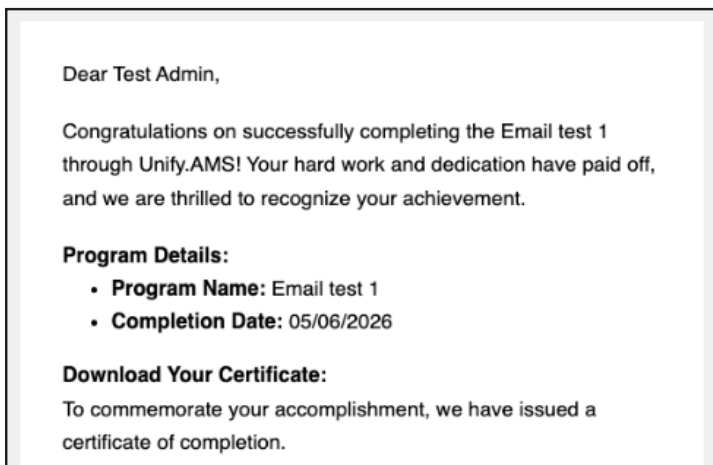 Dear Test Admin,
Congratulations on successfully completing the Email test 1
through Unify.AMS! Your hard work and dedication have paid off,
and we are thrilled to recognize your achievement.
Program Details:
• Program Name: Email test 1
• Completion Date: 05/06/2026
Download Your Certificate:
To commemorate your accomplishment, we have issued a
certificate of completion.